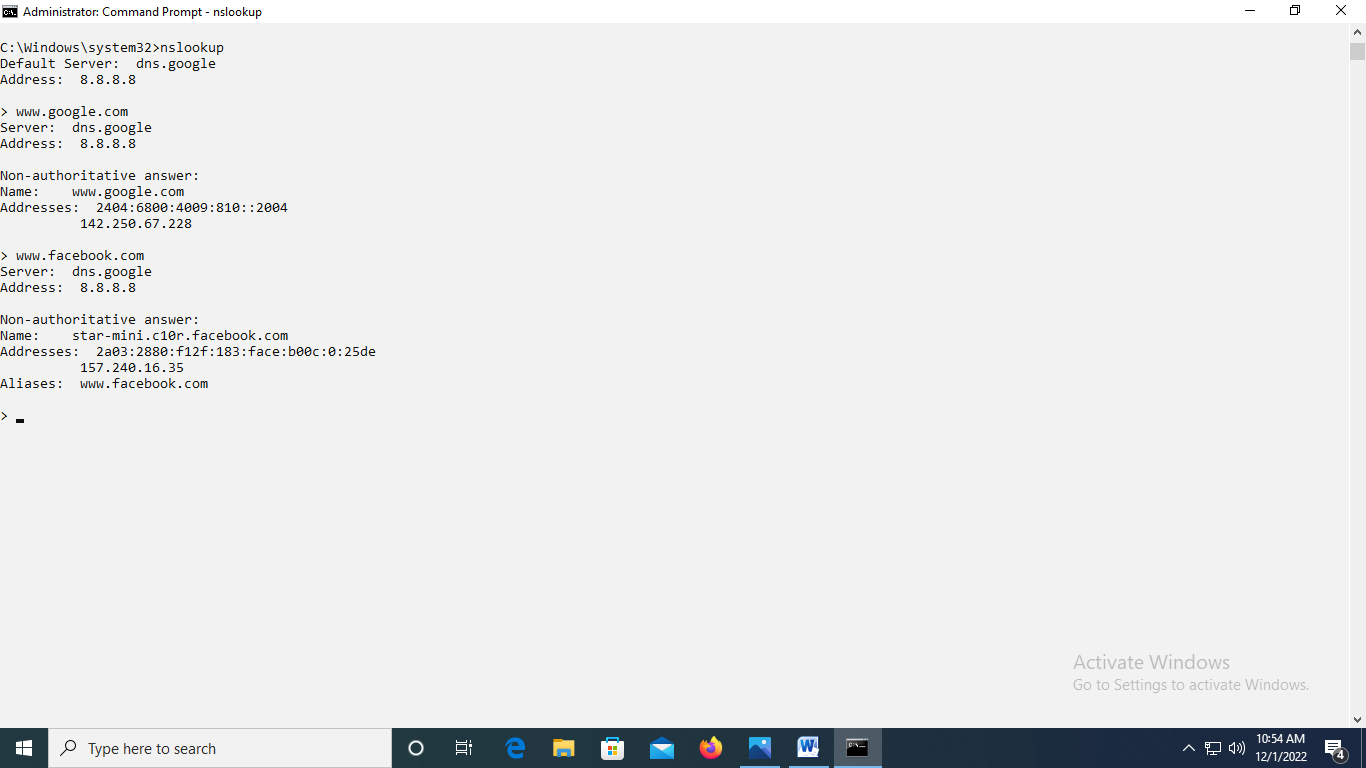 Administrator: Command Prompt - nslookup
C:\Windows\system32>nslookup
Default Server:  dns.google
Address:  8.8.8.8
> www.google.com
Server:  dns.google
Address:  8.8.8.8
Non-authoritative answer:
Name:    www.google.com
Addresses:  2404:6800:4009:810::2004
          142.250.67.228
> www.facebook.com
Server:  dns.google
Address:  8.8.8.8
Non-authoritative answer:
Name:    star-mini.c10r.facebook.com
Addresses:  2a03:2880:f12f:183:face:b00c:0:25de
          157.240.16.35
Aliases:  www.facebook.com
>
Activate Windows
Go to Settings to activate Windows.
Type here to search
10:54 AM
12/1/2022
4